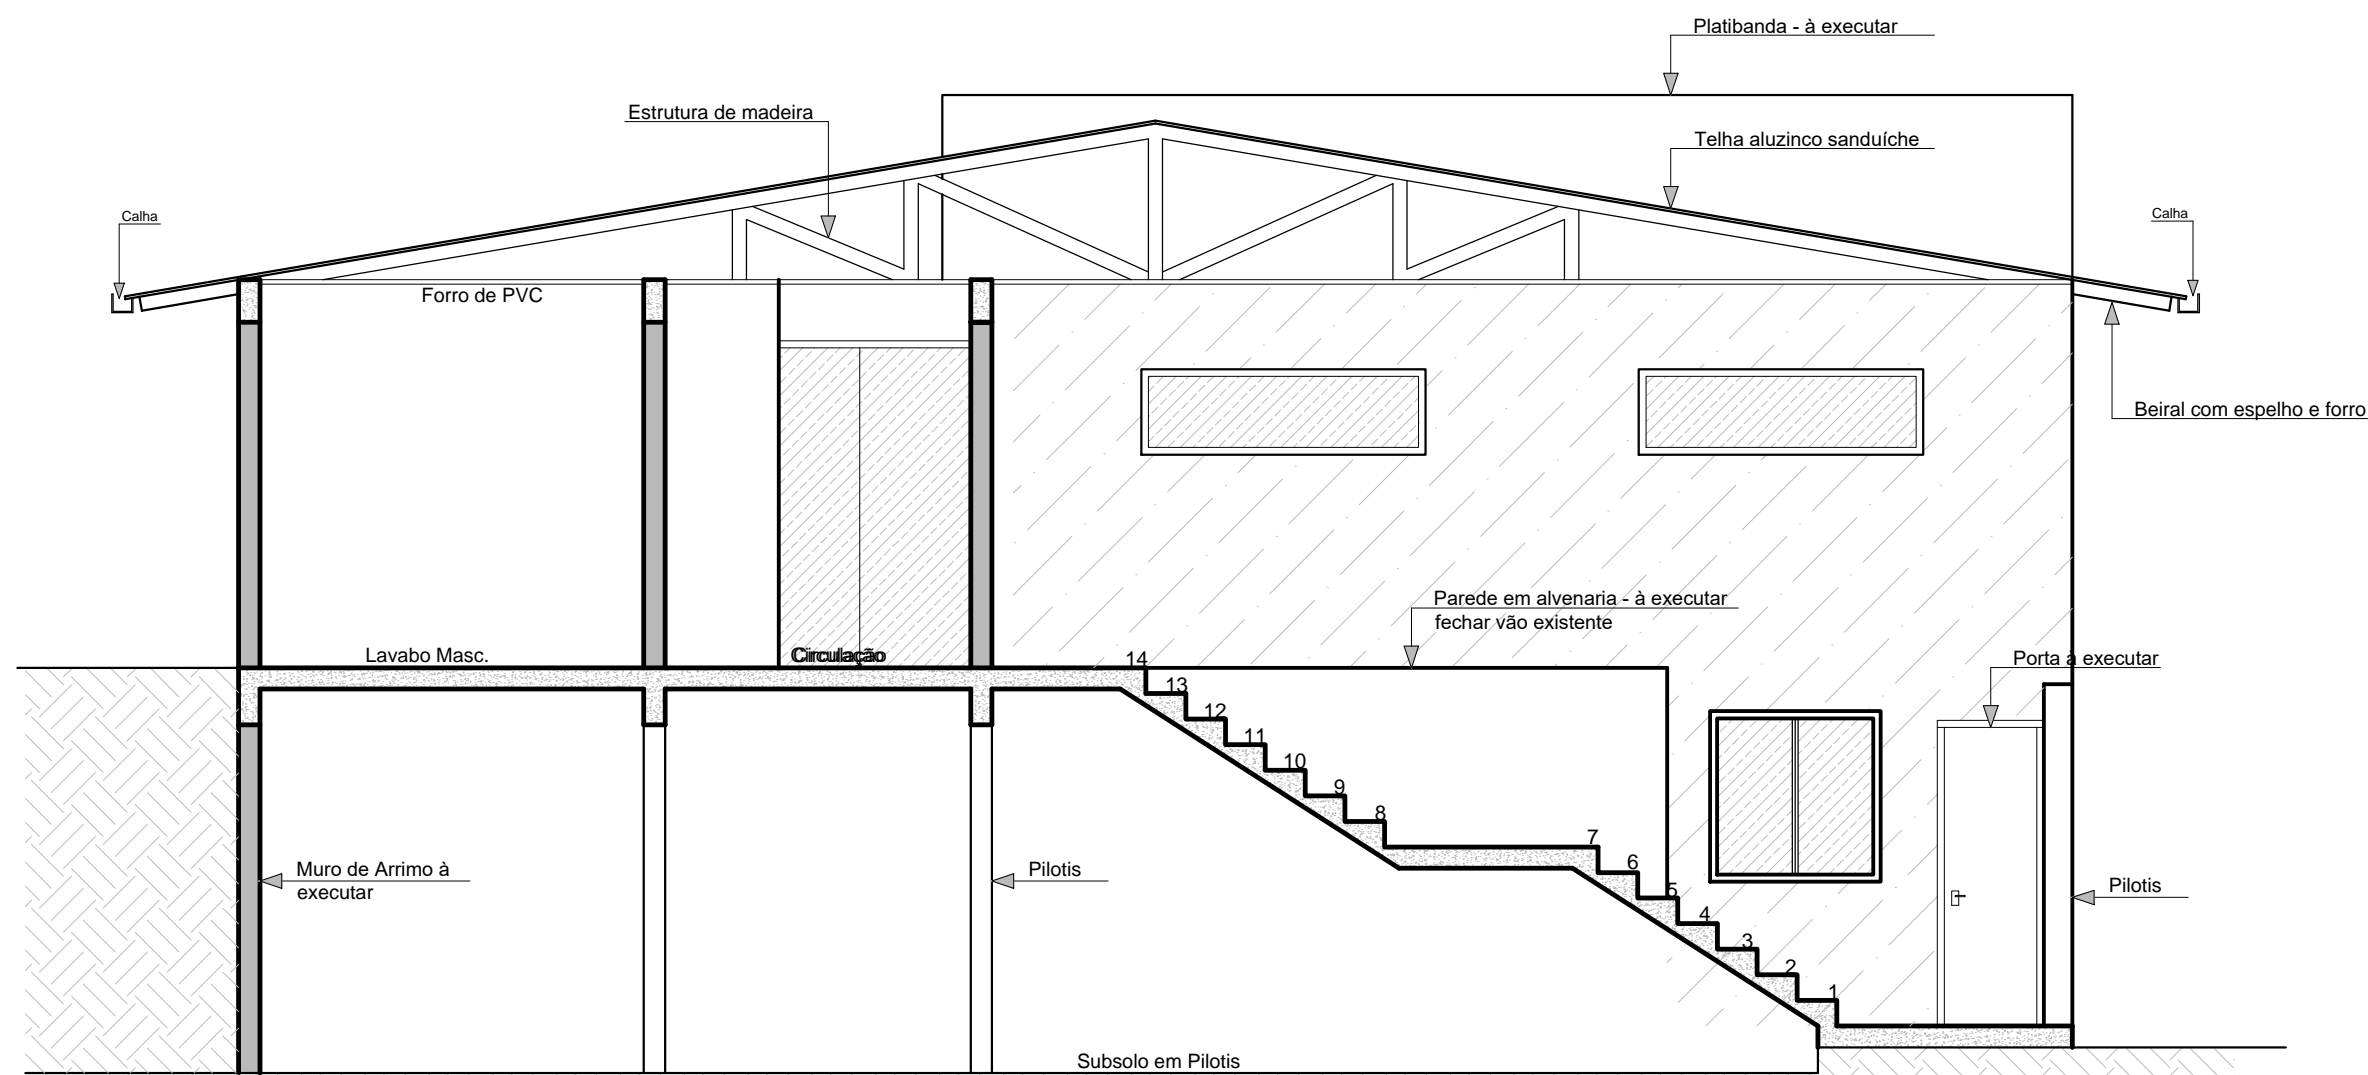 Platibanda - à executar
Estrutura de madeira
Telha aluzinco sanduíche
Calha
Calha
Forro de PVC
Beiral com espelho e forro
Parede em alvenaria - à executar
fechar vão existente
Lavabo Masc.
Circulação
Porta à executar
14
13
12
11
10
9
8
7
6
5
4
3
2
1
Muro de Arrimo à
executar
Pilotis
Pilotis
Subsolo em Pilotis